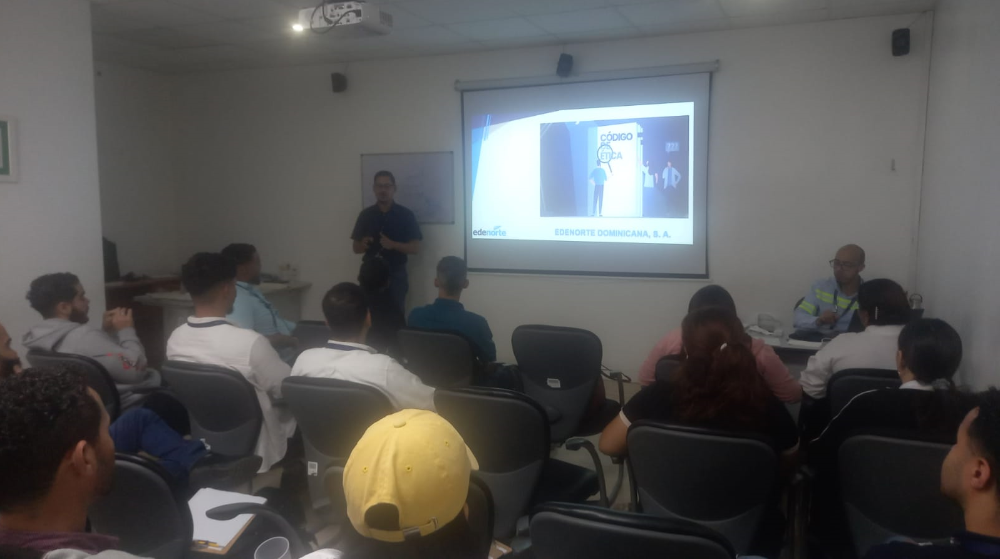 CÓDIGO
DE
ÉTICA
???
edenorte
EDENORTE DOMINICANA, S. A.